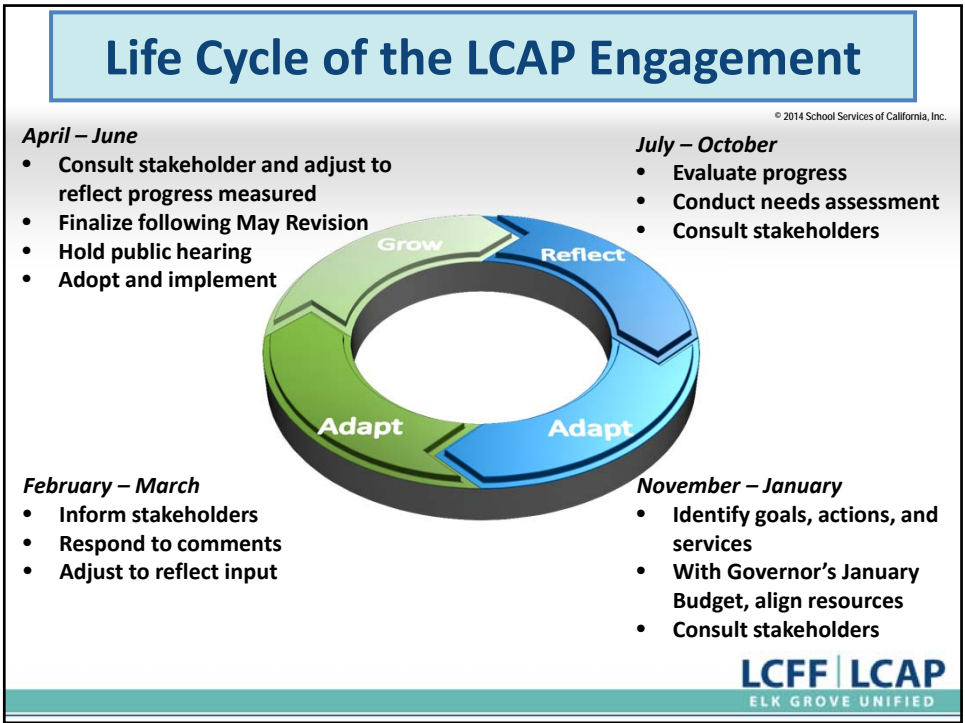 Life Cycle of the LCAP Engagement
© 2014 School Services of California, Inc.
April – June
• Consult stakeholder and adjust to
reflect progress measured
• Finalize following May Revision
• Hold public hearing
• Adopt and implement
July – October
• Evaluate progress
• Conduct needs assessment
• Consult stakeholders
Grow
Reflect
Adapt
Adapt
February – March
• Inform stakeholders
• Respond to comments
• Adjust to reflect input
November – January
• Identify goals, actions, and
services
• With Governor’s January
Budget, align resources
• Consult stakeholders
LCFF | LCAP
ELK GROVE UNIFIED